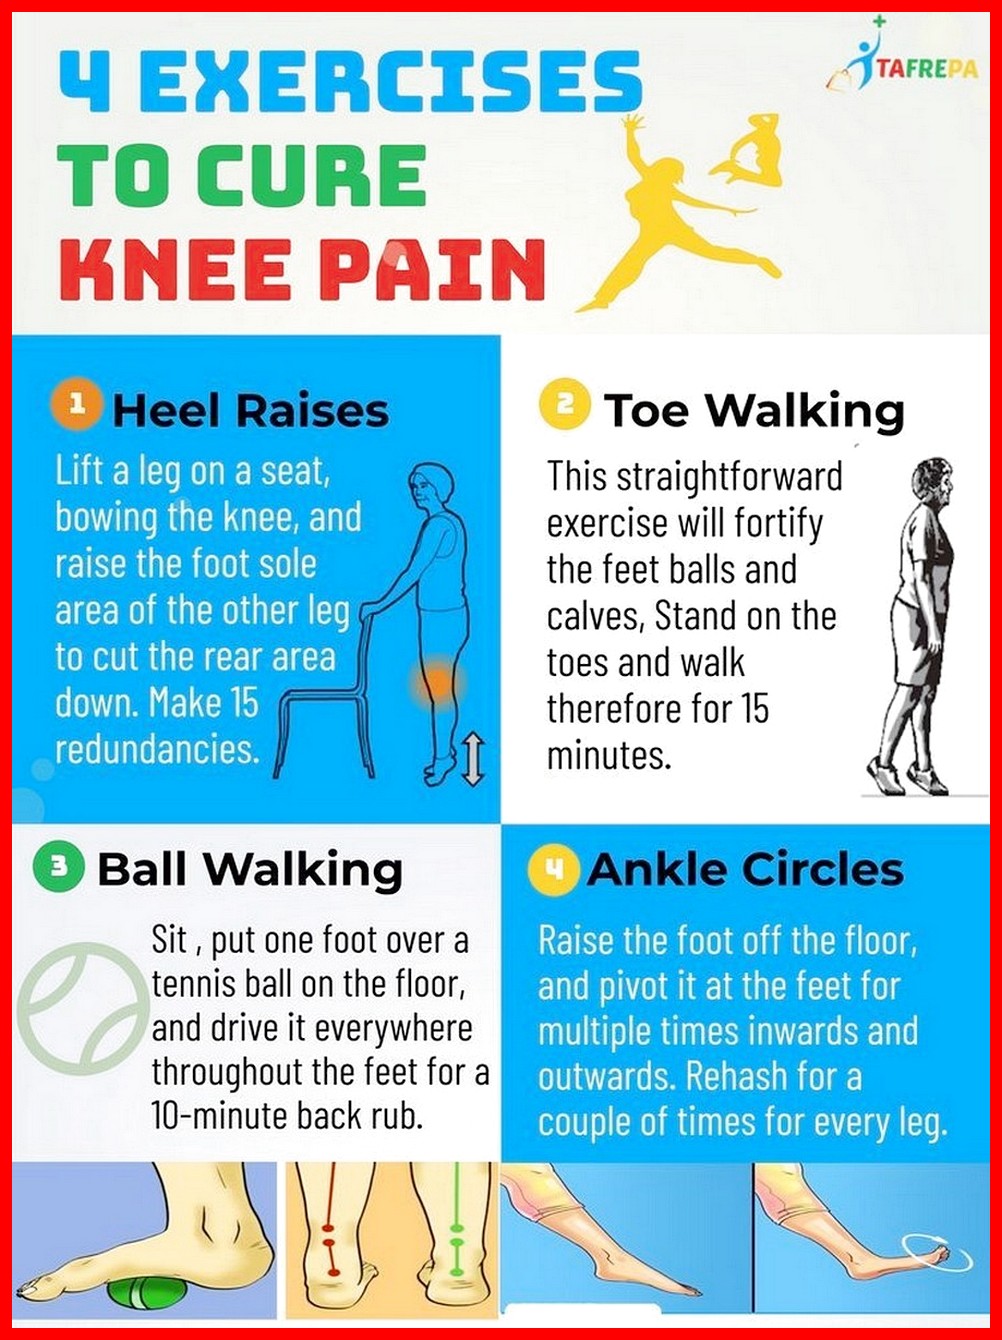 4 EXERCISES
TO CURE
KNEE PAIN
TAFREPA
1 Heel Raises
Lift a leg on a seat,
bowing the knee, and
raise the foot sole
area of the other leg
to cut the rear area
down. Make 15
redundancies.
2 Toe Walking
This straightforward
exercise will fortify
the feet balls and
calves, Stand on the
toes and walk
therefore for 15
minutes.
3 Ball Walking
Sit , put one foot over a
tennis ball on the floor,
and drive it everywhere
throughout the feet for a
10-minute back rub.
4 Ankle Circles
Raise the foot off the floor,
and pivot it at the feet for
multiple times inwards and
outwards. Rehash for a
couple of times for every leg.